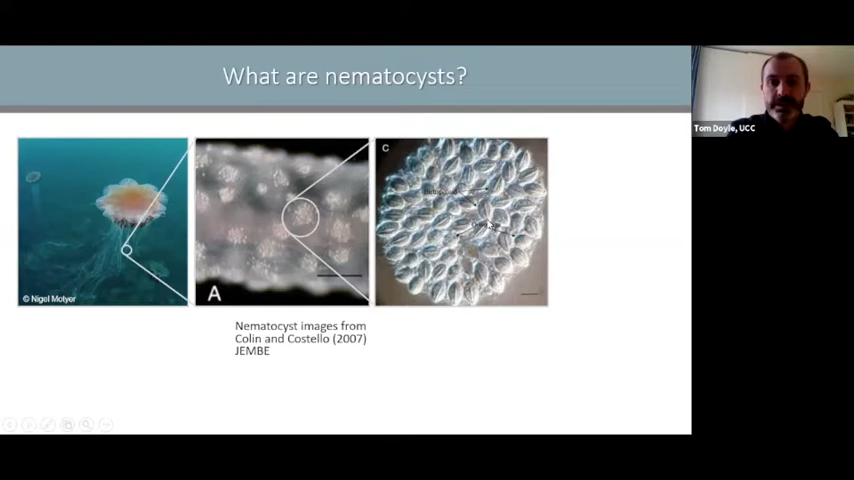 What are nematocysts?
Tom Doyle, UCC
C
A
© Nigel Motyer
Nematocyst images from
Colin and Costello (2007)
JEMBE